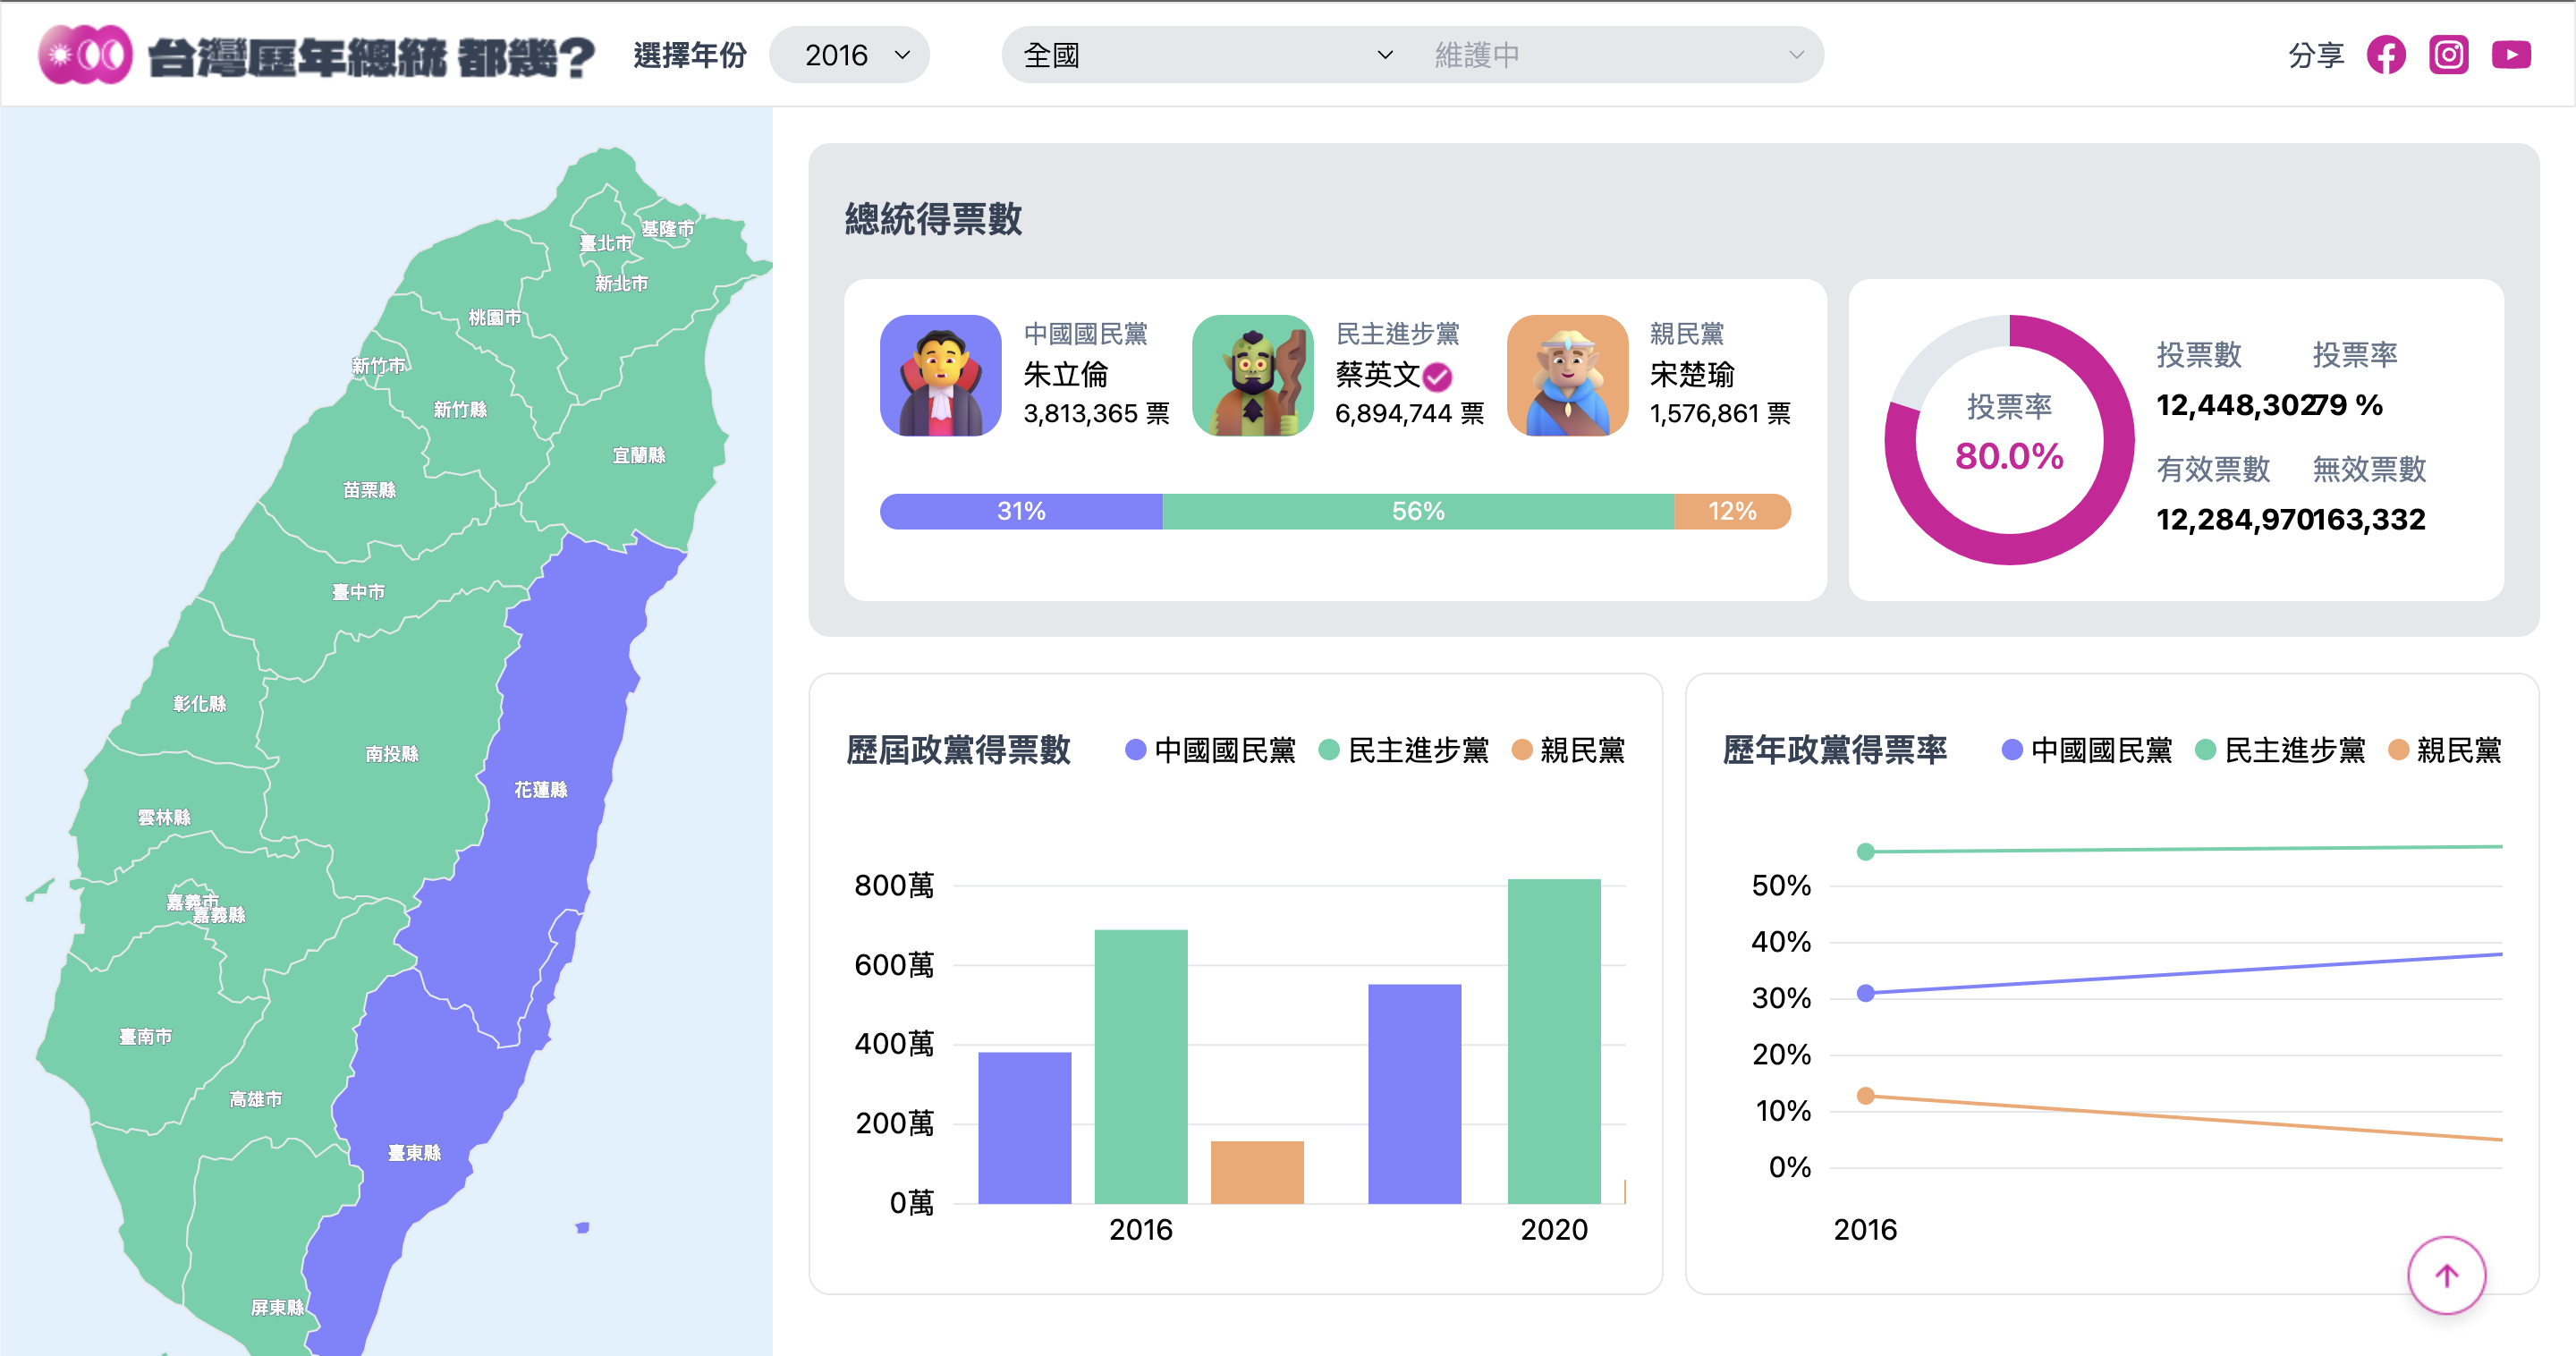 台灣歷年總統 都幾?
選擇年份
2016
全國
維護中
分享
基隆市
臺北市
新北市
桃園市
新竹市
新竹縣
宜蘭縣
苗栗縣
臺中市
彰化縣
南投縣
花蓮縣
雲林縣
嘉義市
嘉義縣
臺南市
高雄市
臺東縣
屏東縣
總統得票數
中國國民黨
朱立倫
3,813,365 票
民主進步黨
蔡英文
6,894,744 票
親民黨
宋楚瑜
1,576,861 票
31%
56%
12%
投票率
80.0%
投票數
12,448,302
投票率
79 %
有效票數
12,284,970
無效票數
163,332
歷屆政黨得票數
中國國民黨 民主進步黨 親民黨
800萬
600萬
400萬
200萬
0萬
2016 2020
歷年政黨得票率
中國國民黨 民主進步黨 親民黨
50%
40%
30%
20%
10%
0%
2016